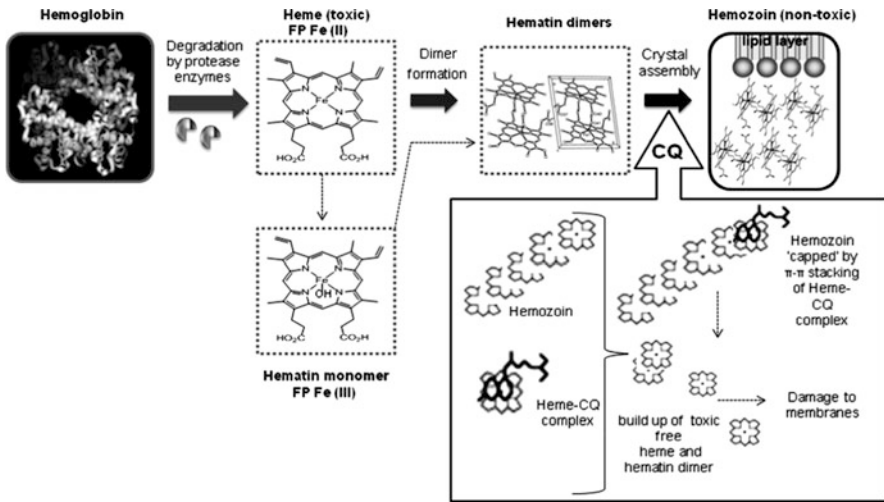 Hemoglobin
Degradation
by protease
enzymes
Heme (toxic)
FP Fe (II)
Fe
N
N
N
N
HO₂C
CO₂H
Dimer
formation
Hematin dimers
Crystal
assembly
Hemozoin (non-toxic)
lipid layer
CQ
Fe
OH
N
N
N
N
HO₂C
CO₂H
Hematin monomer
FP Fe (III)
Hemozoin
Heme-CQ
complex
Hemozoin
'capped' by
π-π stacking
of Heme-
CQ
complex
build up of toxic
free
heme and
hematin dimer
Damage to
membranes